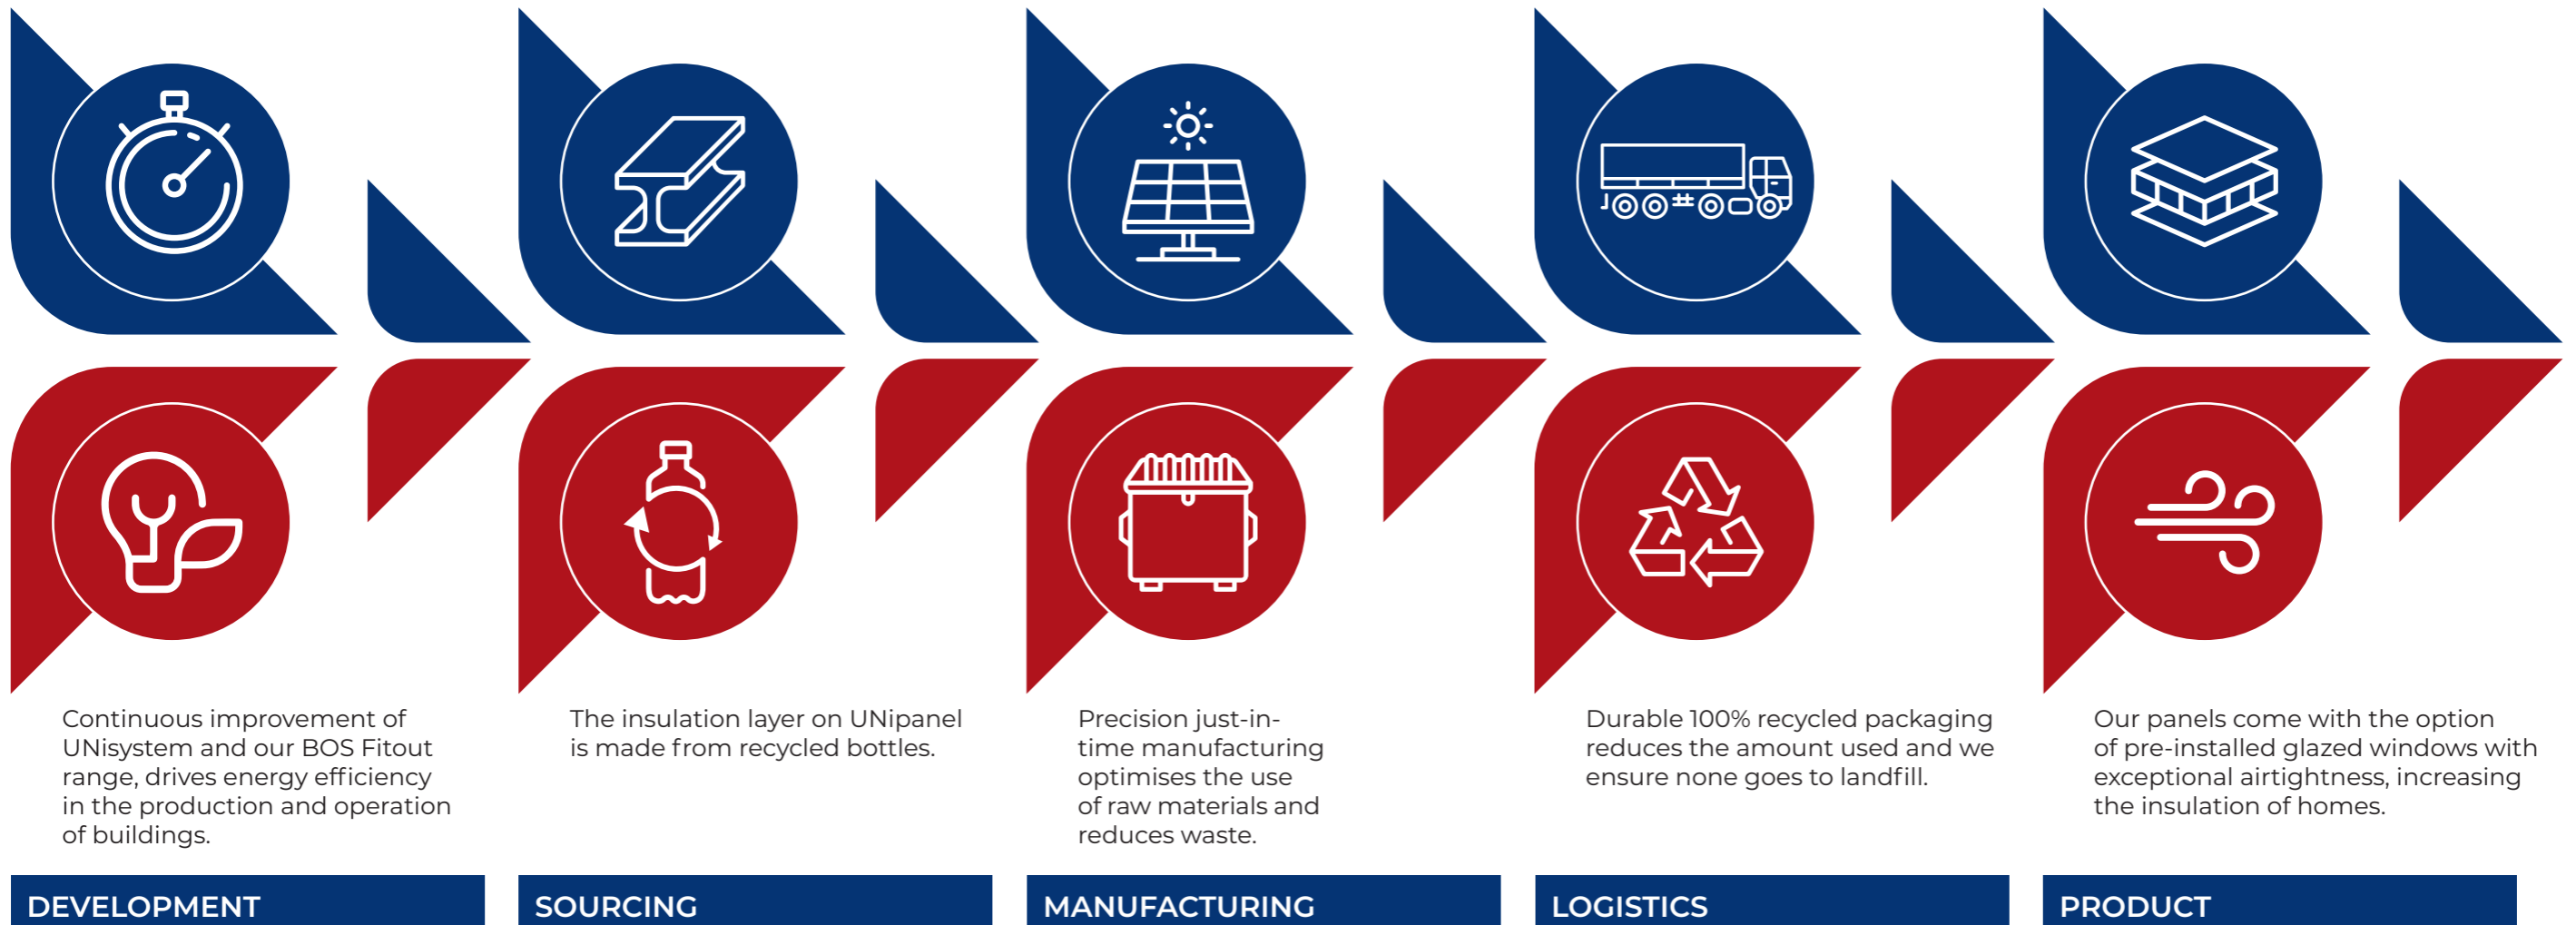 Continuous improvement of
UNisystem and our BOS Fitout
range, drives energy efficiency
in the production and operation
of buildings.
The insulation layer on UNipanel
is made from recycled bottles.
Precision just-in-
time manufacturing
optimises the use
of raw materials and
reduces waste.
Durable 100% recycled packaging
reduces the amount used and we
ensure none goes to landfill.
Our panels come with the option
of pre-installed glazed windows with
exceptional airtightness, increasing
the insulation of homes.
DEVELOPMENT
SOURCING
MANUFACTURING
LOGISTICS
PRODUCT